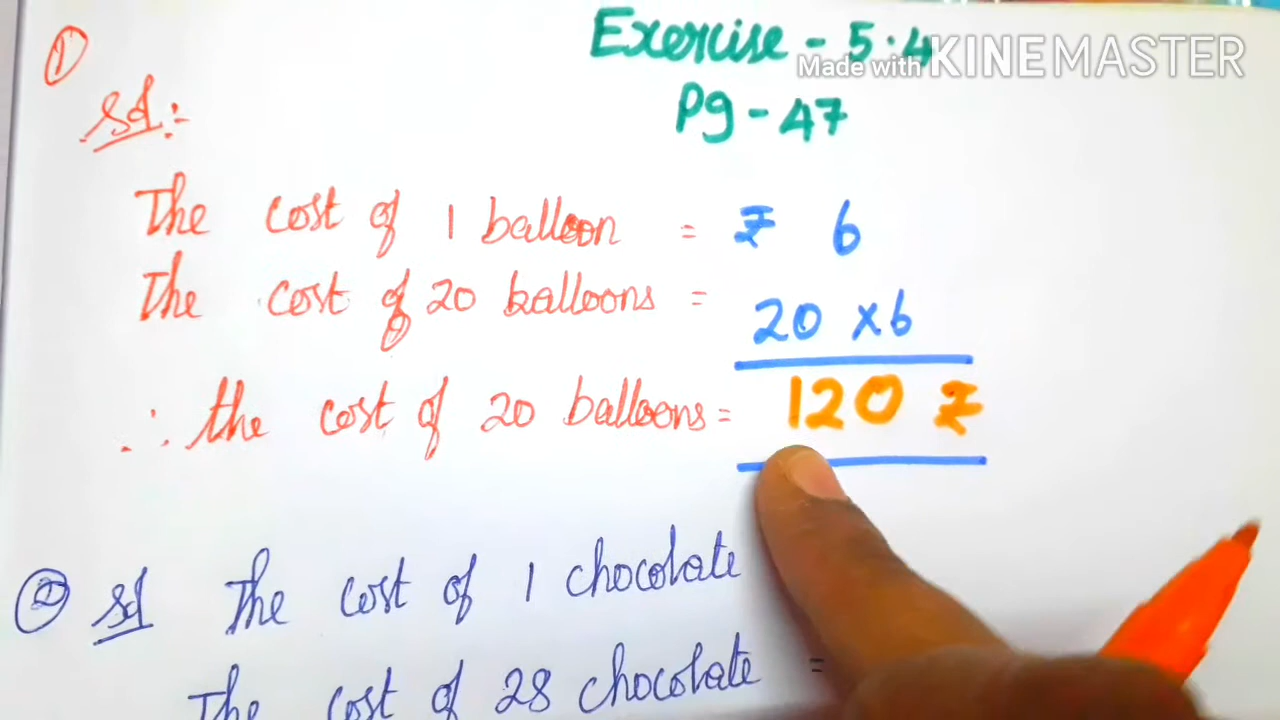 Exercise - 5.4
Made with KINEMASTER
Pg - 47
①
Sol:-
The cost of 1 balloon = ₹ 6
The cost of 20 balloons = 20 x 6
∴ the cost of 20 balloons = 120 ₹
② Sol The cost of 1 chocolate
The cost of 28 chocolate =